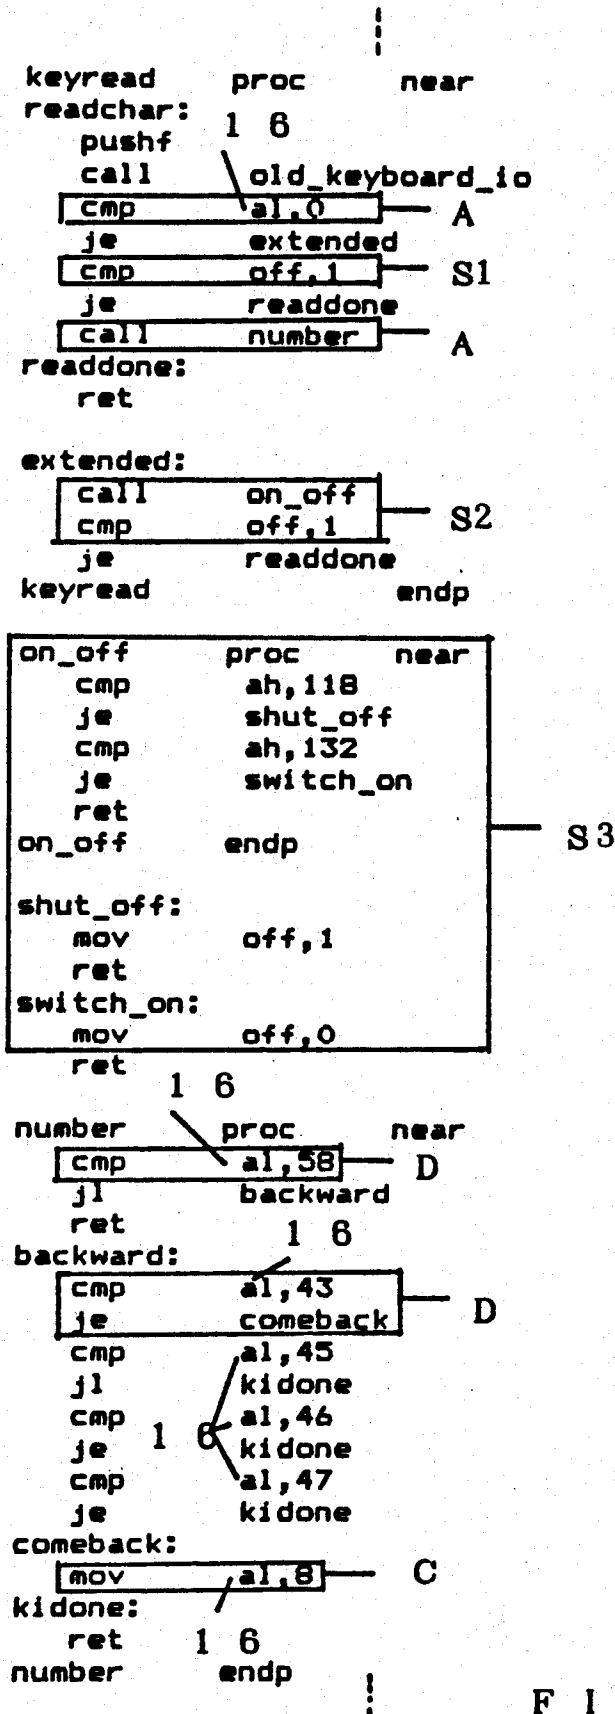 keyread proc near
readchar:
1 6
pushf
call old_keyboard_io
cmp al,0 A
je extended
cmp off,1 S1
je readdone
call number A
readdone:
ret
extended:
call on_off
cmp off,1 S2
je readdone
keyread endp
on_off proc near
cmp ah,118
je shut_off
cmp ah,132
je switch_on
ret
on_off endp S3
shut_off:
mov off,1
ret
switch_on:
mov off,0
ret
1 6
number proc near
cmp al,58 D
jl backward
ret
1 6
backward:
cmp al,43
je comeback D
cmp al,45
jl kidone
cmp al,46
1 6
je kidone
cmp al,47
je kidone
comeback:
mov al,8 C
kidone:
ret 1 6
number endp
F I